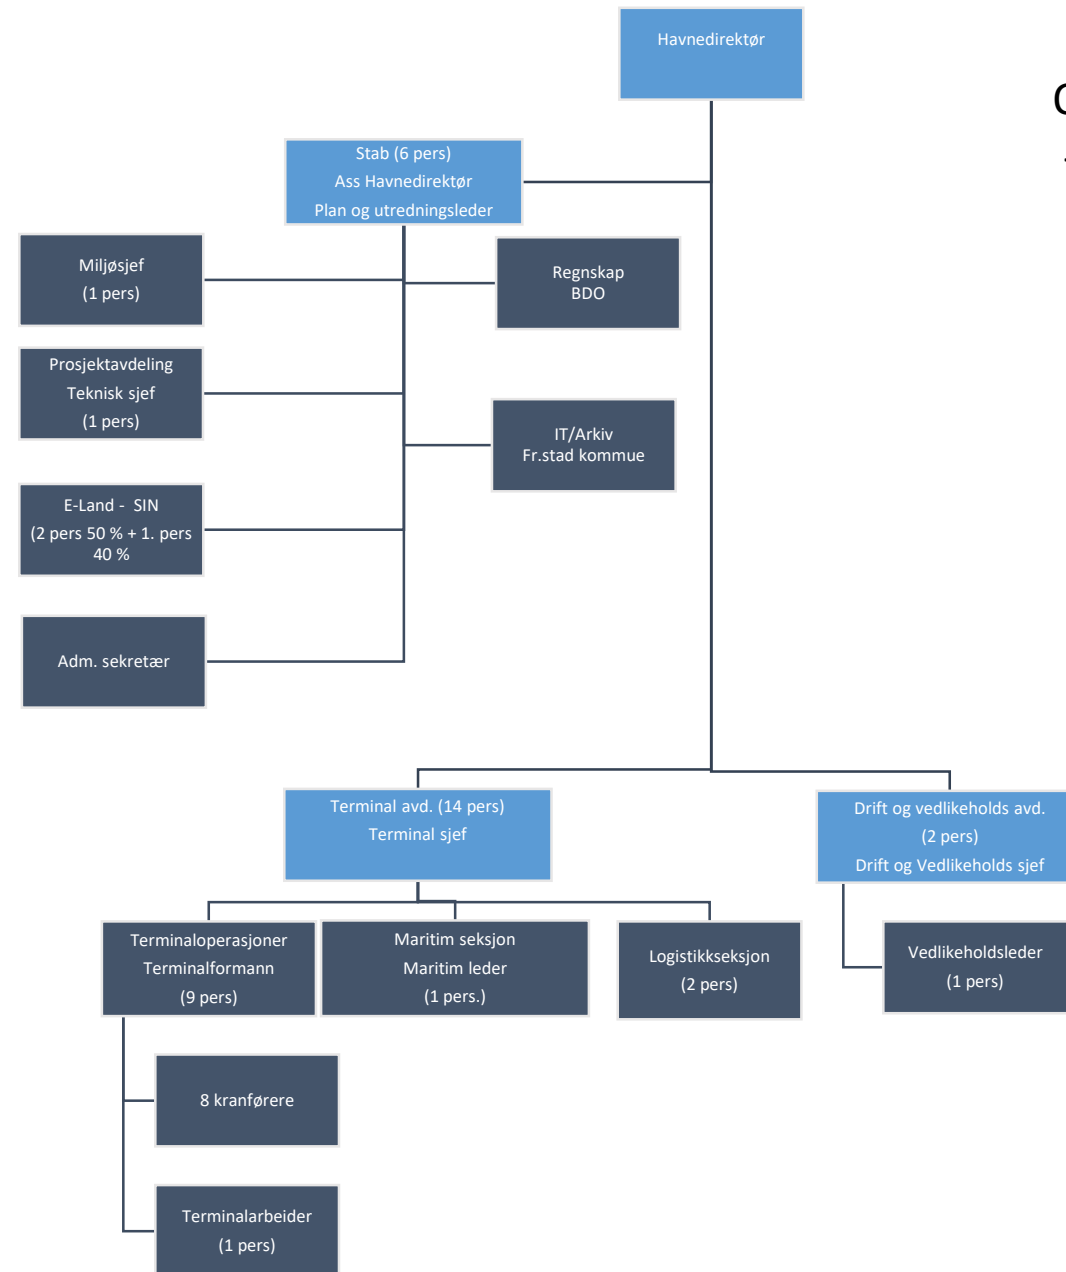 Havnedirektør
Stab (6 pers)
Ass Havnedirektør
Plan og utredningsleder
Miljøsjef
(1 pers)
Regnskap
BDO
Prosjektavdeling
Teknisk sjef
(1 pers)
IT/Arkiv
Fr.stad kommue
E-Land - SIN
(2 pers 50 % + 1. pers
40 %
Adm. sekretær
Terminal avd. (14 pers)
Terminal sjef
Drift og vedlikeholds avd.
(2 pers)
Drift og Vedlikeholds sjef
Terminaloperasjoner
Terminalformann
(9 pers)
Maritim seksjon
Maritim leder
(1 pers.)
Logistikkseksjon
(2 pers)
Vedlikeholdsleder
(1 pers)
8 kranførere
Terminalarbeider
(1 pers)